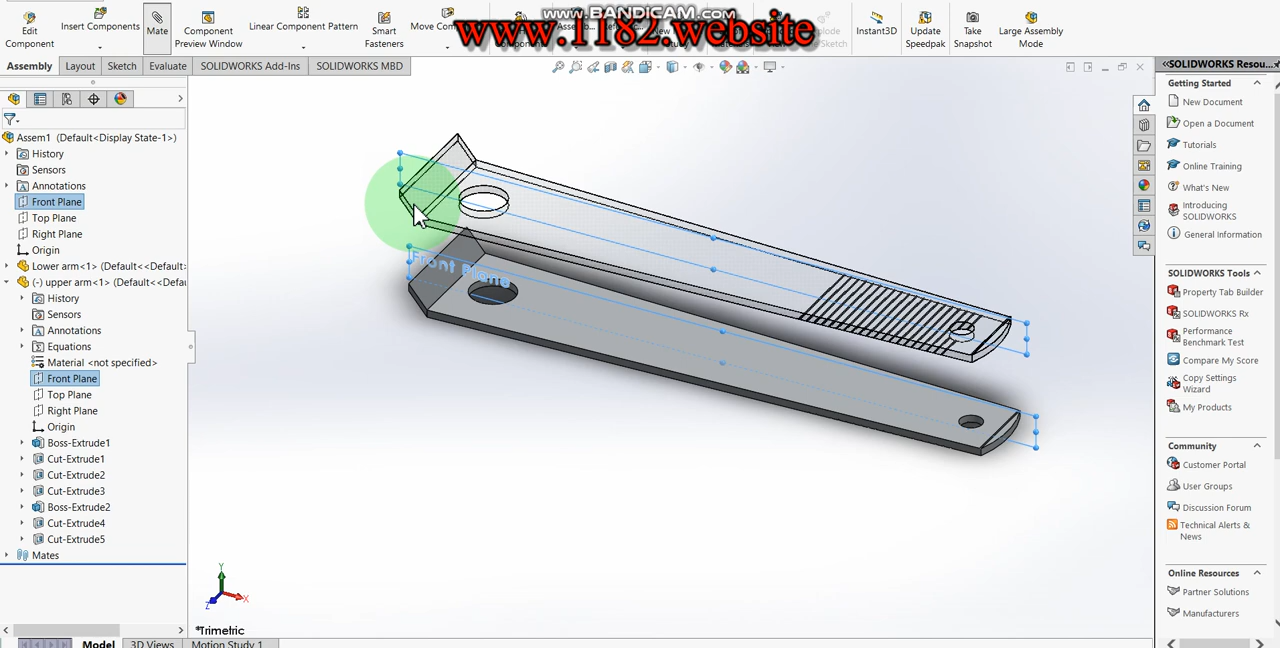 www.BANDICAM.com
www.1182.website
Edit Component
Insert Components
Mate
Component Preview Window
Linear Component Pattern
Smart Fasteners
Move Co
Instant3D
Update Speedpak
Take Snapshot
Large Assembly Mode
Assembly
Layout
Sketch
Evaluate
SOLIDWORKS Add-Ins
SOLIDWORKS MBD
Assem1 (Default<Display State-1>)
History
Sensors
Annotations
Front Plane
Top Plane
Right Plane
Origin
Lower arm<1> (Default<<Default
(-) upper arm<1> (Default<<Defau
History
Sensors
Annotations
Equations
Material <not specified>
Front Plane
Top Plane
Right Plane
Origin
Boss-Extrude1
Cut-Extrude1
Cut-Extrude2
Cut-Extrude3
Boss-Extrude2
Cut-Extrude4
Cut-Extrude5
Mates
Front Plane
Y
X
Z
*Trimetric
Model
3D Views
Motion Study 1
SOLIDWORKS Resou...
Getting Started
New Document
Open a Document
Tutorials
Online Training
What's New
Introducing
SOLIDWORKS
General Information
SOLIDWORKS Tools
Property Tab Builder
SOLIDWORKS Rx
Performance
Benchmark Test
Compare My Score
Copy Settings
Wizard
My Products
Community
Customer Portal
User Groups
Discussion Forum
Technical Alerts &
News
Online Resources
Partner Solutions
Manufacturers